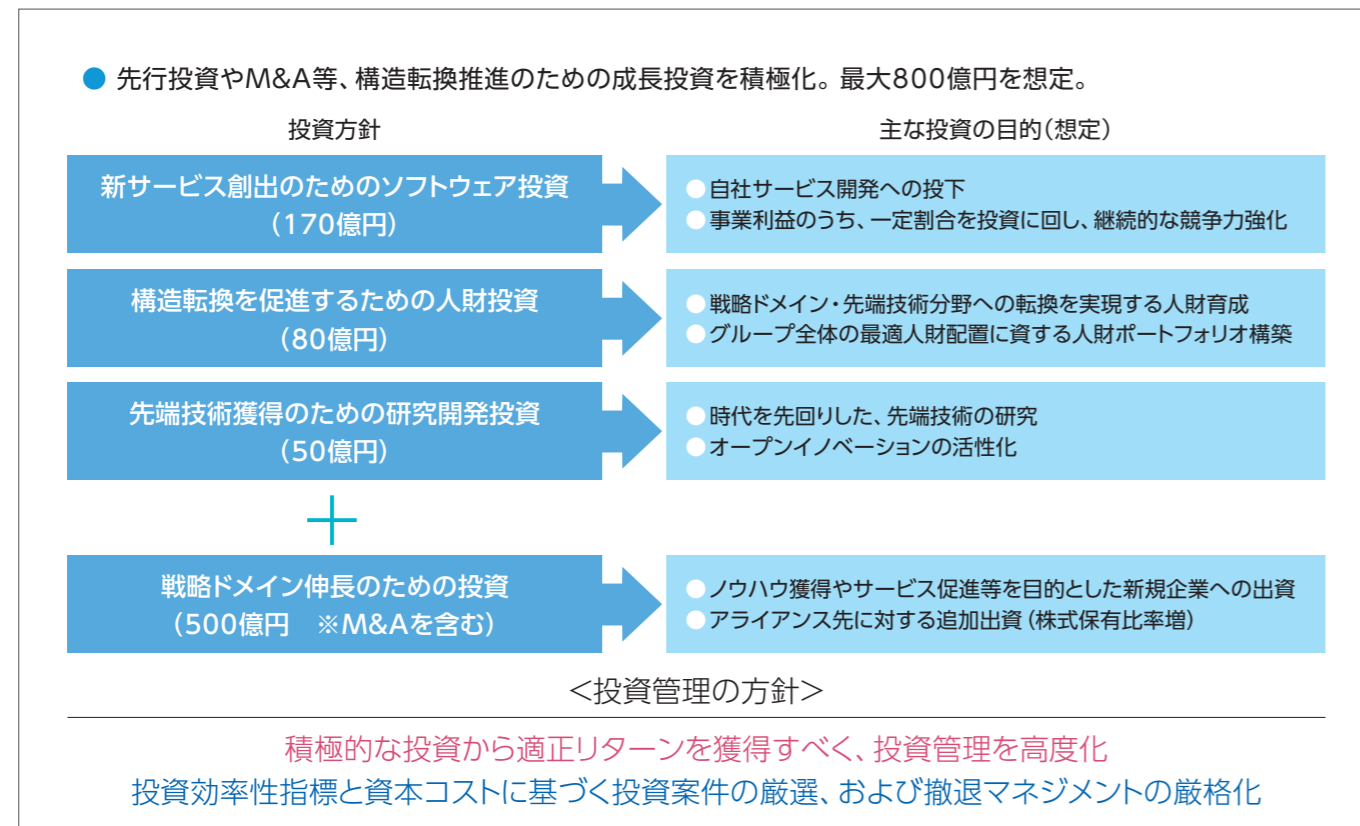 ● 先行投資やM&A等、構造転換推進のための成長投資を積極化。最大800億円を想定。
投資方針
主な投資の目的(想定)
新サービス創出のためのソフトウェア投資
(170億円)
●自社サービス開発への投下
●事業利益のうち、一定割合を投資に回し、継続的な競争力強化
構造転換を促進するための人財投資
(80億円)
●戦略ドメイン・先端技術分野への転換を実現する人財育成
●グループ全体の最適人財配置に資する人財ポートフォリオ構築
先端技術獲得のための研究開発投資
(50億円)
●時代を先回りした、先端技術の研究
●オープンイノベーションの活性化
+
戦略ドメイン伸長のための投資
(500億円 ※M&Aを含む)
●ノウハウ獲得やサービス促進等を目的とした新規企業への出資
●アライアンス先に対する追加出資(株式保有比率増)
<投資管理の方針>
積極的な投資から適正リターンを獲得すべく、投資管理を高度化
投資効率性指標と資本コストに基づく投資案件の厳選、および撤退マネジメントの厳格化